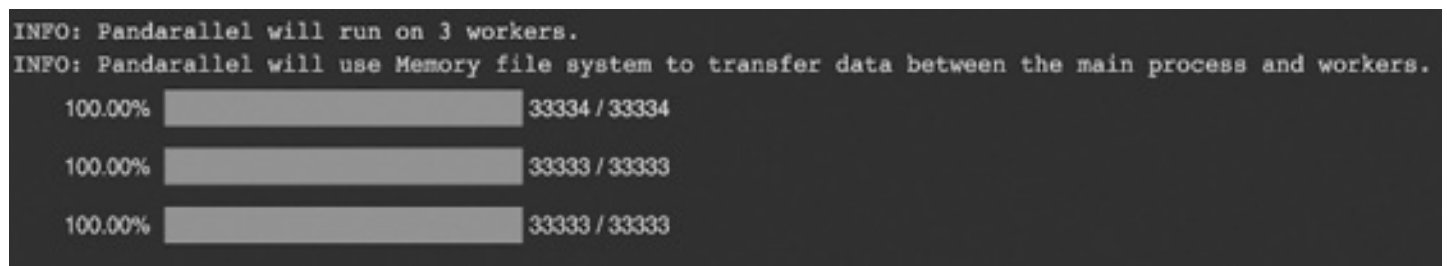 INFO: Pandarallel will run on 3 workers.
INFO: Pandarallel will use Memory file system to transfer data between the main process and workers.
100.00% 33334 / 33334
100.00% 33333 / 33333
100.00% 33333 / 33333